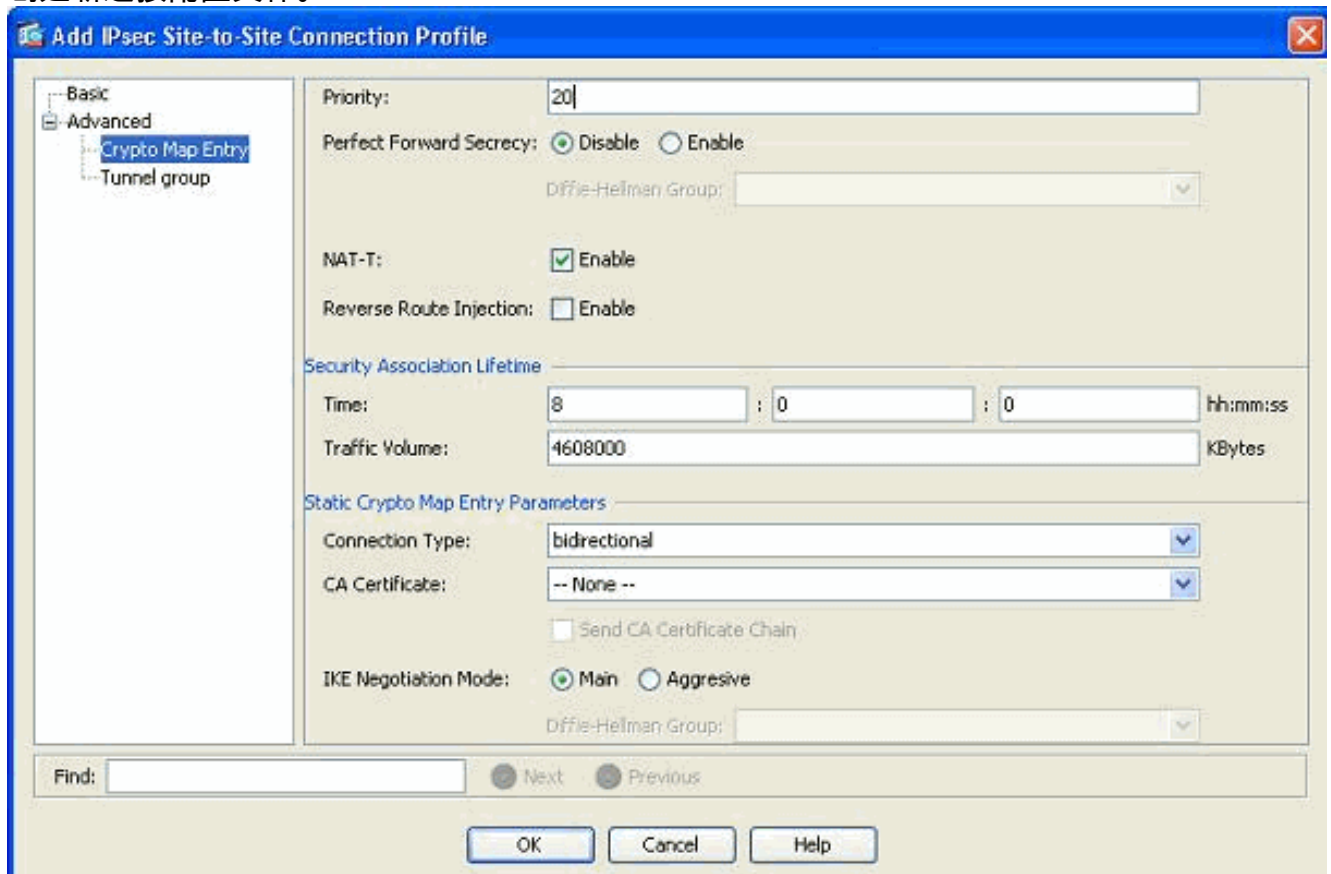 Add IPsec Site-to-Site Connection Profile
Basic
Advanced
Crypto Map Entry
Tunnel group
Priority: 20
Perfect Forward Secrecy: Disable Enable
Diffie-Hellman Group:
NAT-T: Enable
Reverse Route Injection: Enable
Security Association Lifetime
Time: 8 : 0 : 0 hh:mm:ss
Traffic Volume: 4608000 KBytes
Static Crypto Map Entry Parameters
Connection Type: bidirectional
CA Certificate: -- None --
Send CA Certificate Chain
IKE Negotiation Mode: Main Aggresive
Diffie-Hellman Group:
Find: Next Previous
OK Cancel Help